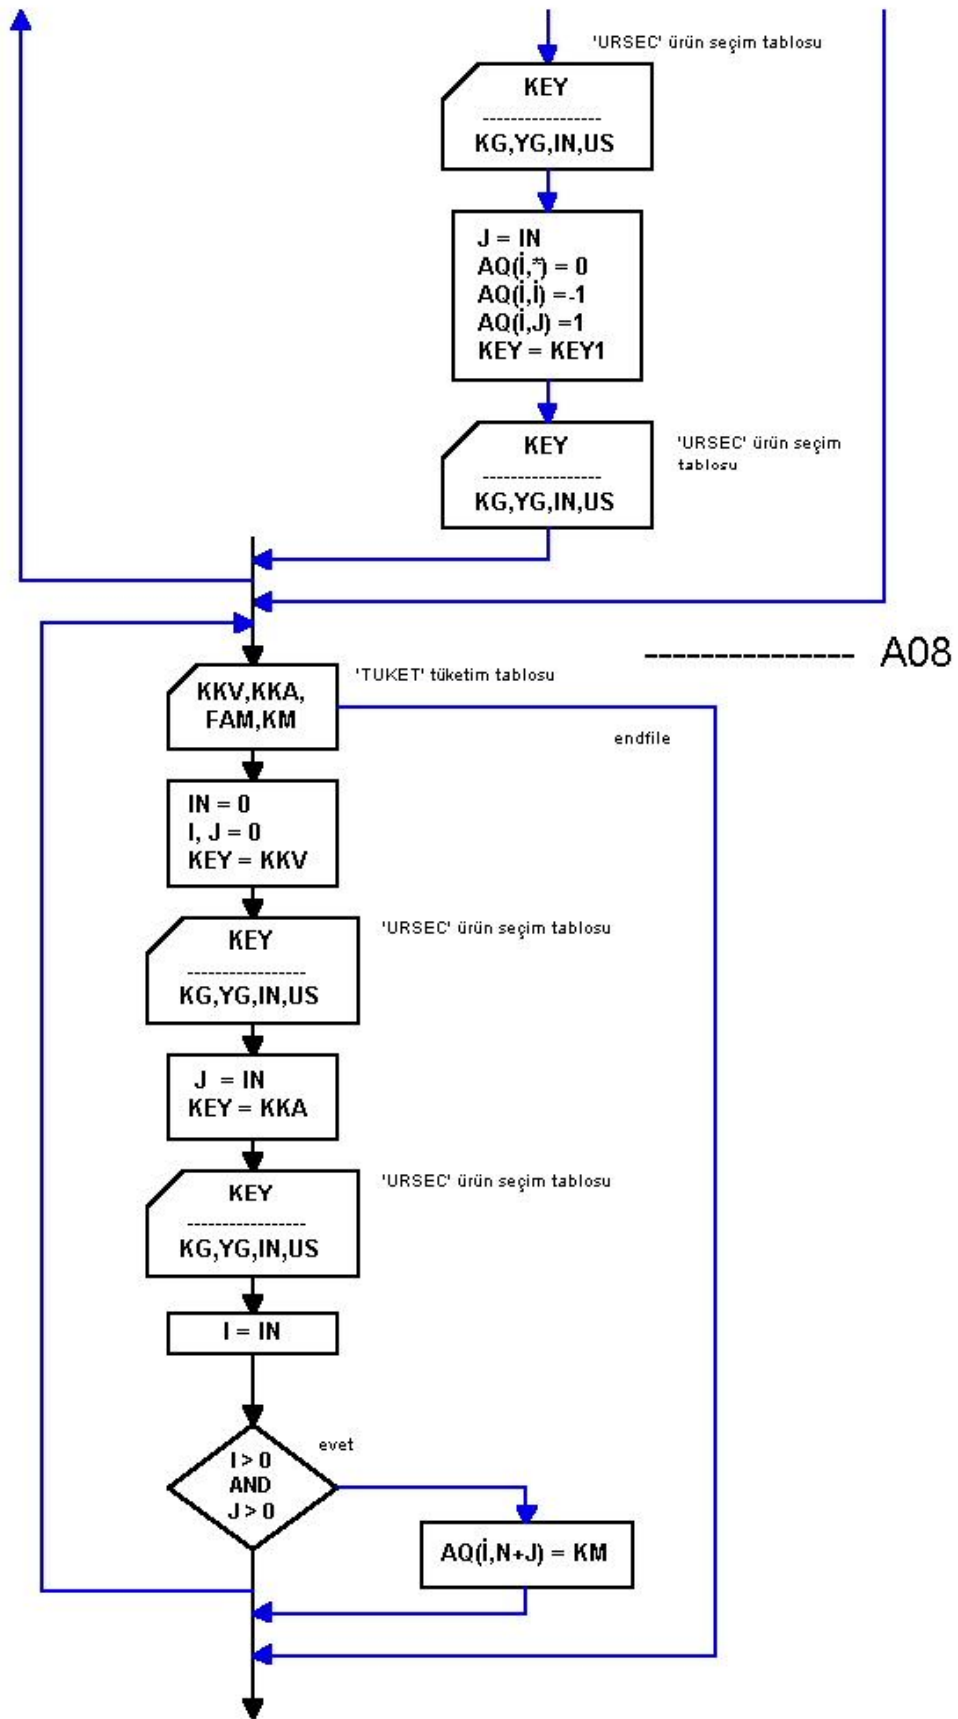 'URSEC' ürün seçim tablosu
KEY
------------------
KG,YG,IN,US
J = IN
AQ(İ,*) = 0
AQ(İ,İ) =-1
AQ(İ,J) =1
KEY = KEY1
KEY
------------------
KG,YG,IN,US
'URSEC' ürün seçim
tablosu
------------------ A08
'TUKET' tüketim tablosu
KKV,KKA,
FAM,KM
endfile
IN = 0
I, J = 0
KEY = KKV
'URSEC' ürün seçim tablosu
KEY
------------------
KG,YG,IN,US
J = IN
KEY = KKA
'URSEC' ürün seçim tablosu
KEY
------------------
KG,YG,IN,US
I = IN
evet
I > 0
AND
J > 0
AQ(İ,N+J) = KM